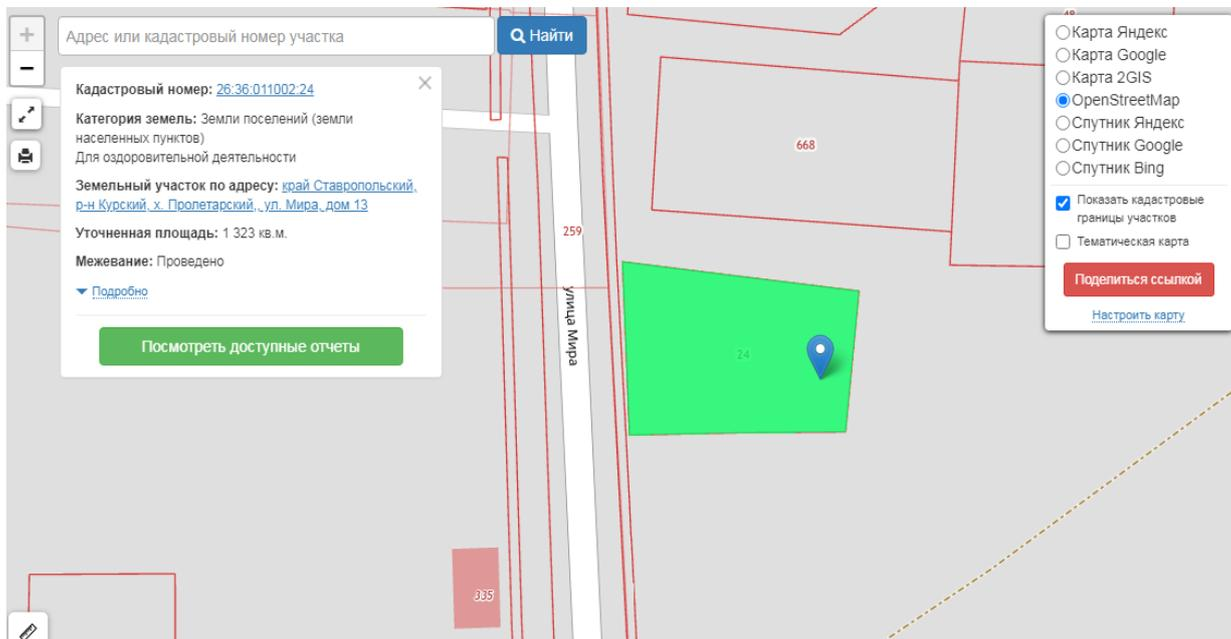 48
+
−
Адрес или кадастровый номер участка
Найти
Кадастровый номер: 26:36:011002:24
Категория земель: Земли поселений (земли
населенных пунктов)
Для оздоровительной деятельности
Земельный участок по адресу: край Ставропольский,
р-н Курский, х. Пролетарский,, ул. Мира, дом 13
Уточненная площадь: 1 323 кв.м.
Межевание: Проведено
Подробно
Посмотреть доступные отчеты
668
259
улица Мира
24
335
Карта Яндекс
Карта Google
Карта 2GIS
OpenStreetMap
Спутник Яндекс
Спутник Google
Спутник Bing
Показать кадастровые
границы участков
Тематическая карта
Поделиться ссылкой
Настроить карту